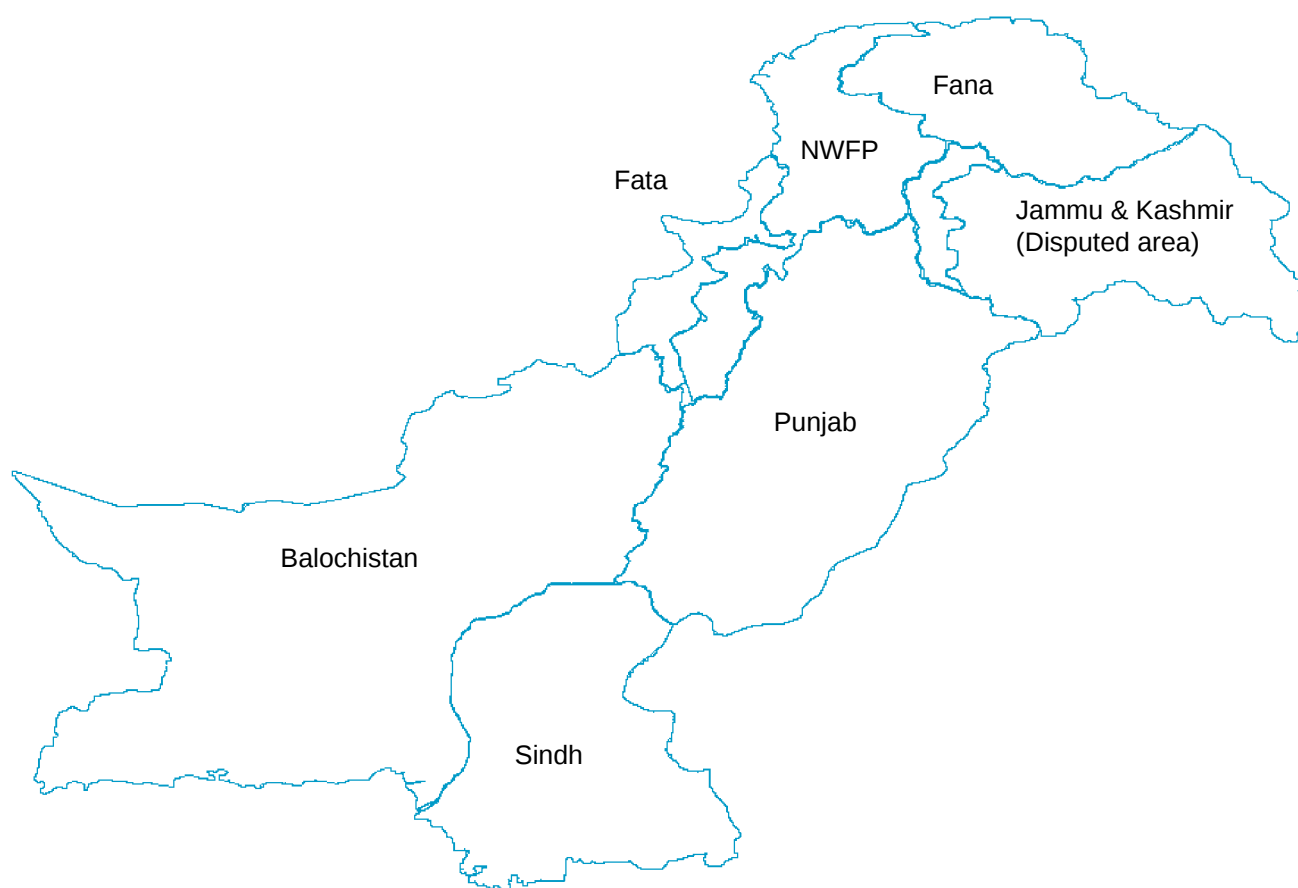 Fana
NWFP
Fata
Jammu & Kashmir
(Disputed area)
Punjab
Balochistan
Sindh